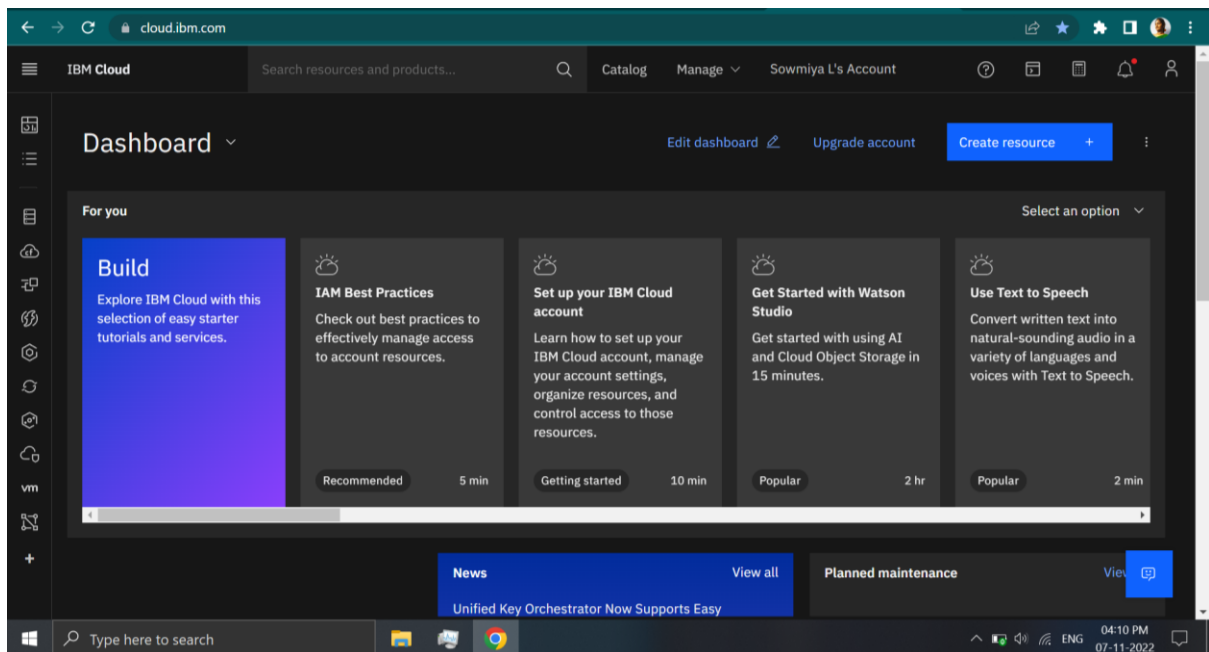 cloud.ibm.com
IBM Cloud
Search resources and products...
Catalog
Manage
Sowmiya L's Account
Dashboard
Edit dashboard
Upgrade account
Create resource +
For you
Select an option
Build
Explore IBM Cloud with this
selection of easy starter
tutorials and services.
IAM Best Practices
Check out best practices to
effectively manage access
to account resources.
Recommended
5 min
Set up your IBM Cloud
account
Learn how to set up your
IBM Cloud account, manage
your account settings,
organize resources, and
control access to those
resources.
Getting started
10 min
Get Started with Watson
Studio
Get started with using AI
and Cloud Object Storage in
15 minutes.
Popular
2 hr
Use Text to Speech
Convert written text into
natural-sounding audio in a
variety of languages and
voices with Text to Speech.
Popular
2 min
vm
News
View all
Unified Key Orchestrator Now Supports Easy
Planned maintenance
Type here to search
ENG
04:10 PM
07-11-2022